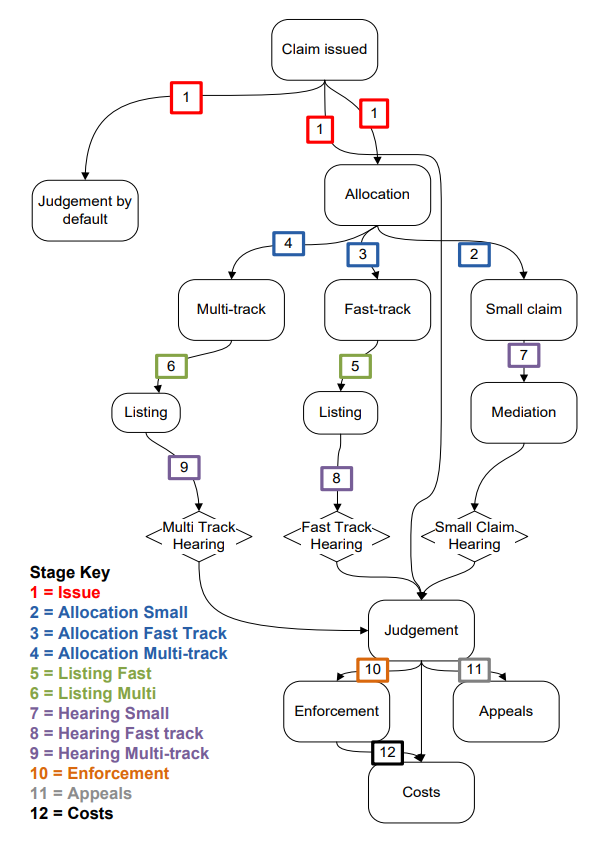 Claim issued
1
1
1
Judgement by
default
Allocation
4
3
2
Multi-track
Fast-track
Small claim
6
5
7
Listing
Listing
Mediation
9
8
Multi Track
Hearing
Fast Track
Hearing
Small Claim
Hearing
Stage Key
1 = Issue
2 = Allocation Small
3 = Allocation Fast Track
4 = Allocation Multi-track
5 = Listing Fast
6 = Listing Multi
7 = Hearing Small
8 = Hearing Fast track
9 = Hearing Multi-track
10 = Enforcement
11 = Appeals
12 = Costs
Judgement
10
11
Enforcement
Appeals
12
Costs